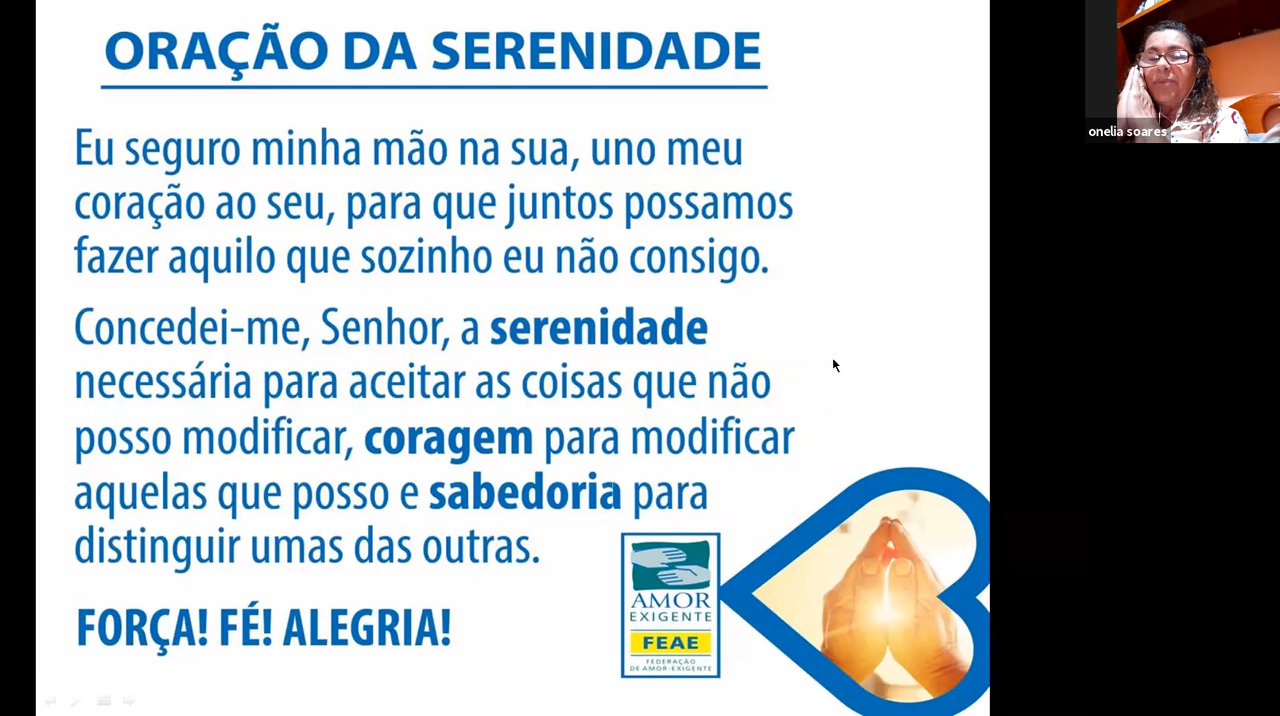 ORAÇÃO DA SERENIDADE
Eu seguro minha mão na sua, uno meu
coração ao seu, para que juntos possamos
fazer aquilo que sozinho eu não consigo.
Concedei-me, Senhor, a serenidade
necessária para aceitar as coisas que não
posso modificar, coragem para modificar
aquelas que posso e sabedoria para
distinguir umas das outras.
FORÇA! FÉ! ALEGRIA!
AMOR
EXIGENTE
FEAE
FEDERAÇÃO
DE AMOR-EXIGENTE
onelia soares